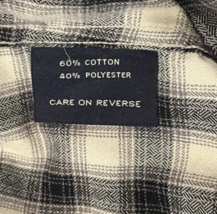 60% COTTON
40% POLYESTER
CARE ON REVERSE